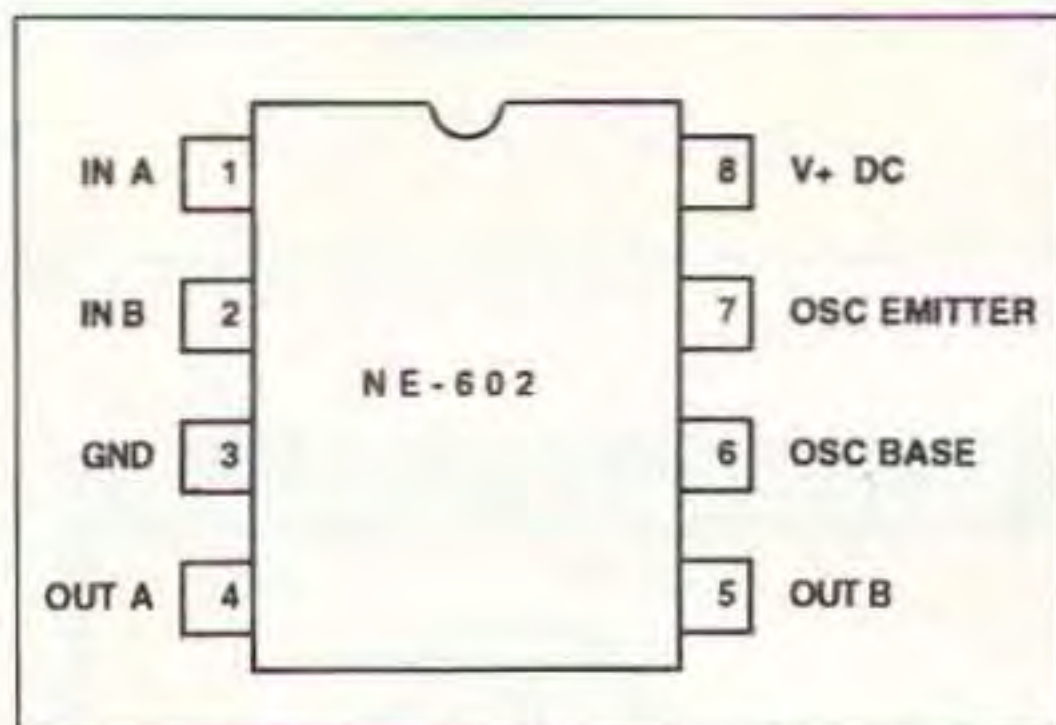 IN A 1 8 V+ DC
IN B 2 7 OSC EMITTER
NE-602
GND 3 6 OSC BASE
OUT A 4 5 OUT B